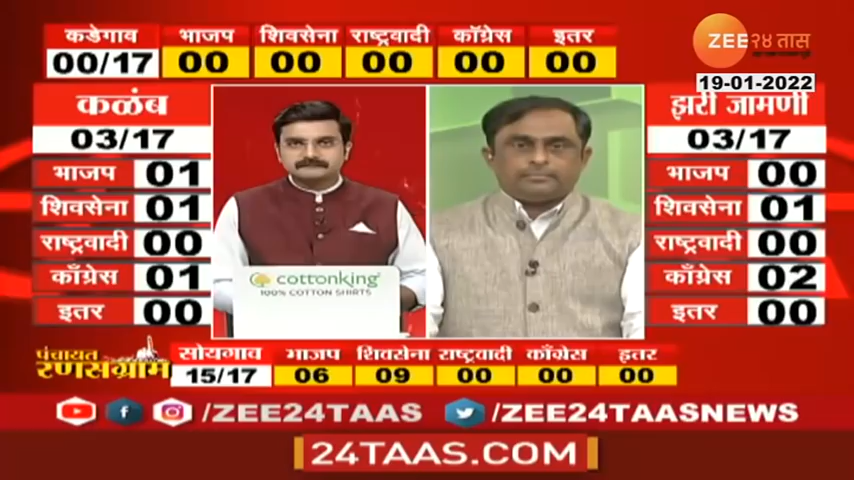 कडेगाव भाजप शिवसेना राष्ट्रवादी काँग्रेस इतर
00/17 00 00 00 00 00
ZEE २४ तास
19-01-2022
कळंब
03/17
भाजप 01
शिवसेना 01
राष्ट्रवादी 00
काँग्रेस 01
इतर 00
cottonking
100% COTTON SHIRTS
झरी जामणी
03/17
भाजप 00
शिवसेना 01
राष्ट्रवादी 00
काँग्रेस 02
इतर 00
पंचायत
रणसंग्राम
सोयगाव भाजप शिवसेना राष्ट्रवादी काँग्रेस इतर
15/17 06 09 00 00 00
/ZEE24TAAS /ZEE24TAASNEWS
24TAAS.COM